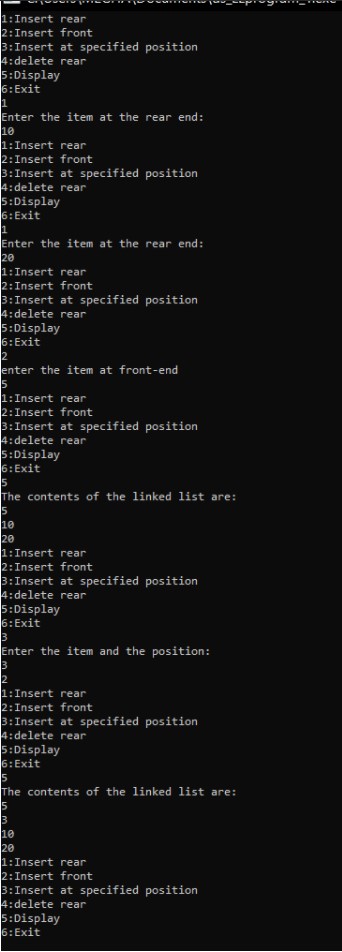 1:Insert rear
2:Insert front
3:Insert at specified position
4:delete rear
5:Display
6:Exit
1
Enter the item at the rear end:
10
1:Insert rear
2:Insert front
3:Insert at specified position
4:delete rear
5:Display
6:Exit
1
Enter the item at the rear end:
20
1:Insert rear
2:Insert front
3:Insert at specified position
4:delete rear
5:Display
6:Exit
2
enter the item at front-end
5
1:Insert rear
2:Insert front
3:Insert at specified position
4:delete rear
5:Display
6:Exit
5
The contents of the linked list are:
5
10
20
1:Insert rear
2:Insert front
3:Insert at specified position
4:delete rear
5:Display
6:Exit
3
Enter the item and the position:
3
2
1:Insert rear
2:Insert front
3:Insert at specified position
4:delete rear
5:Display
6:Exit
5
The contents of the linked list are:
5
3
10
20
1:Insert rear
2:Insert front
3:Insert at specified position
4:delete rear
5:Display
6:Exit